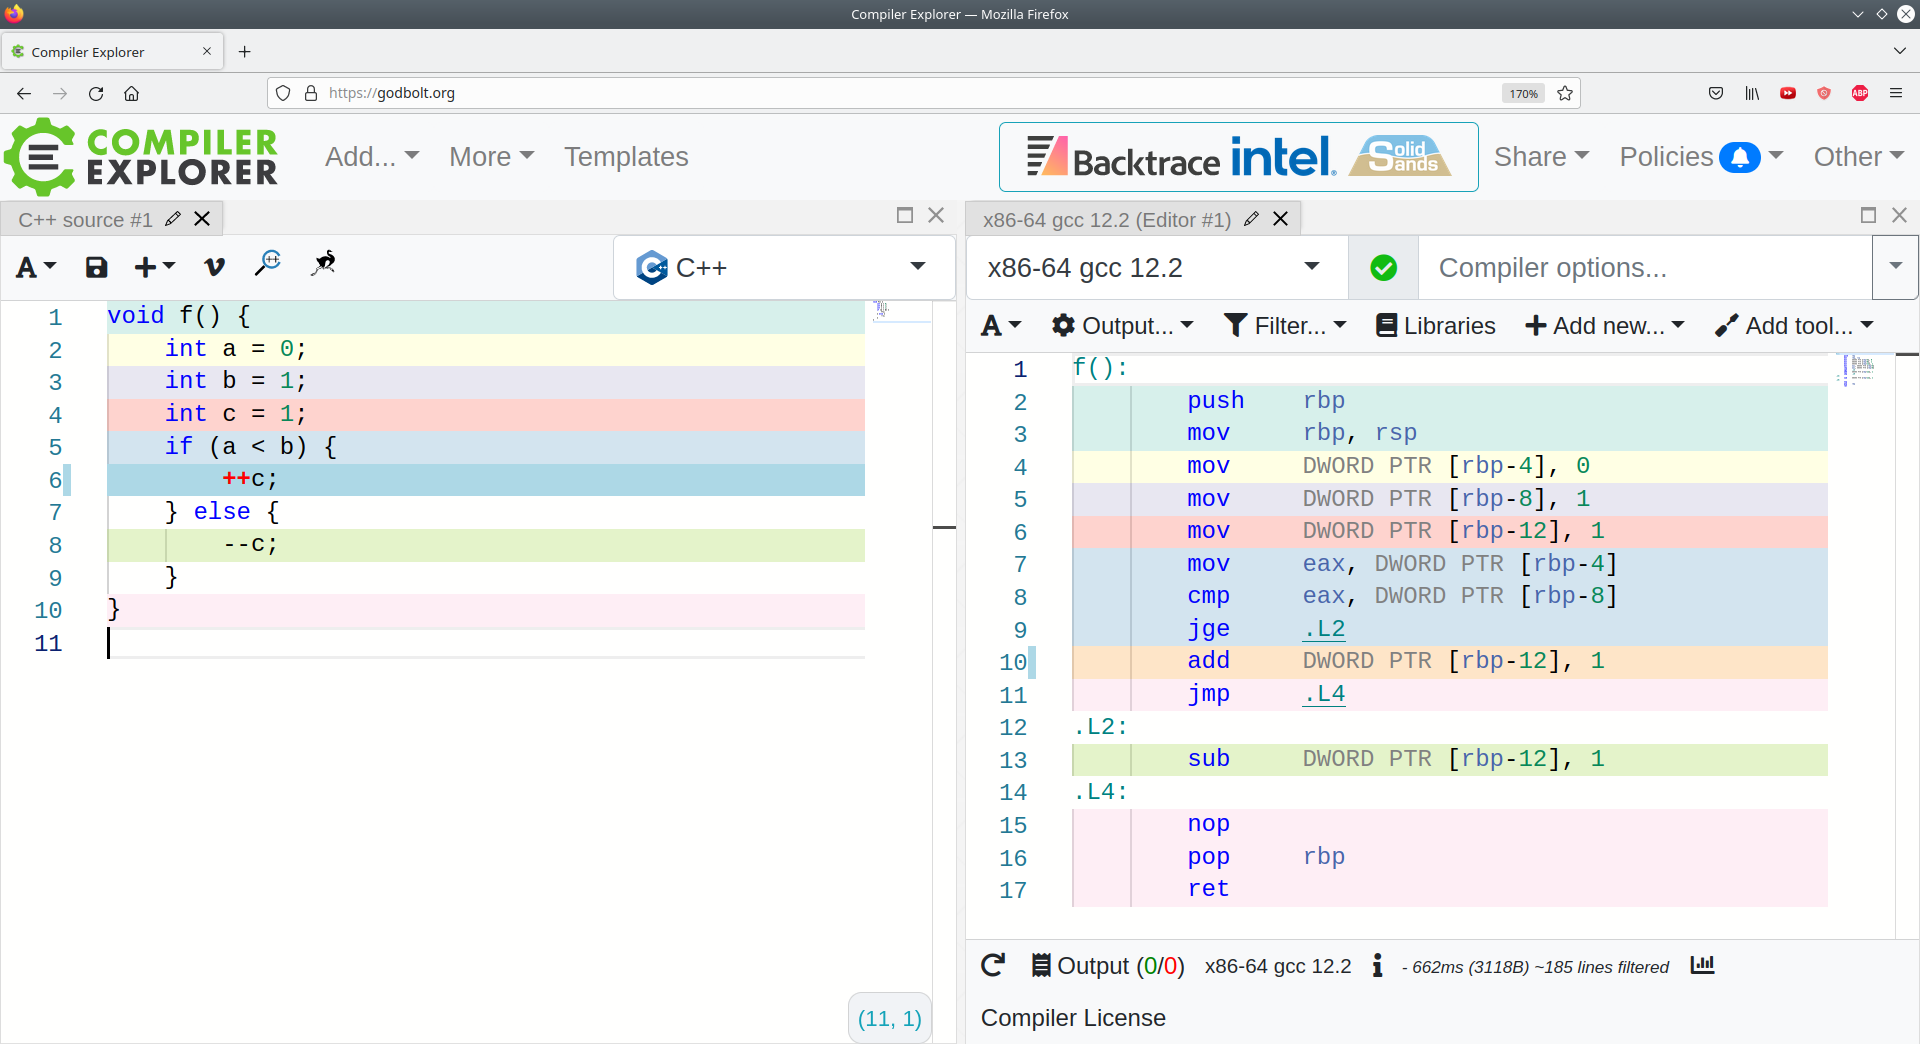 Compiler Explorer — Mozilla Firefox
Compiler Explorer
https://godbolt.org 170% ABP
COMPILER EXPLORER
Add... More Templates
Backtrace intel. Solid Sands
Share Policies Other
C++ source #1
A C++
1 void f() {
2 int a = 0;
3 int b = 1;
4 int c = 1;
5 if (a < b) {
6 ++c;
7 } else {
8 --c;
9 }
10 }
11
(11, 1)
x86-64 gcc 12.2 (Editor #1)
x86-64 gcc 12.2 Compiler options...
A Output... Filter... Libraries Add new... Add tool...
1 f():
2 push rbp
3 mov rbp, rsp
4 mov DWORD PTR [rbp-4], 0
5 mov DWORD PTR [rbp-8], 1
6 mov DWORD PTR [rbp-12], 1
7 mov eax, DWORD PTR [rbp-4]
8 cmp eax, DWORD PTR [rbp-8]
9 jge .L2
10 add DWORD PTR [rbp-12], 1
11 jmp .L4
12 .L2:
13 sub DWORD PTR [rbp-12], 1
14 .L4:
15 nop
16 pop rbp
17 ret
Output (0/0) x86-64 gcc 12.2 - 662ms (3118B) ~185 lines filtered
Compiler License